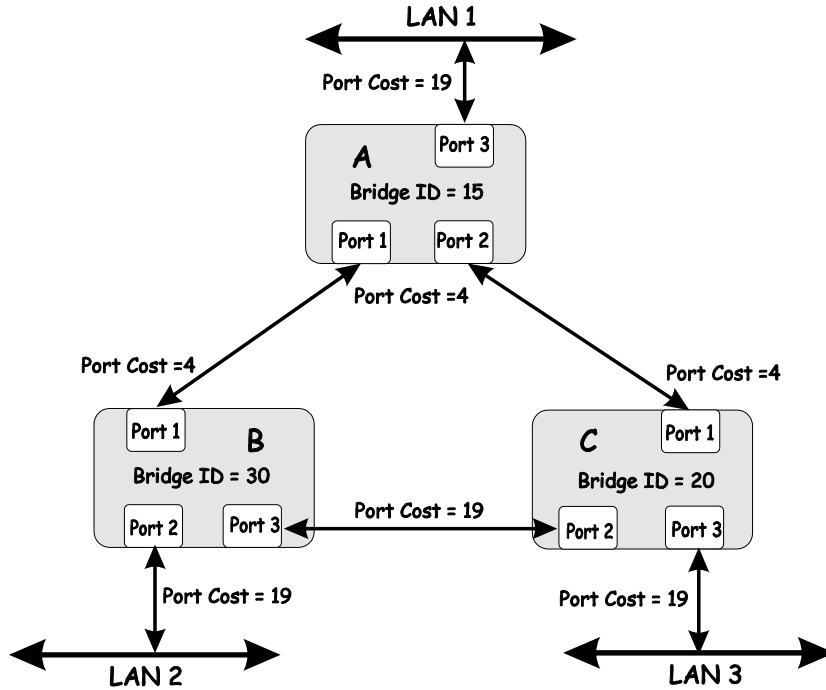 LAN 1
Port Cost = 19
Port 3
A
Bridge ID = 15
Port 1
Port 2
Port Cost =4
Port Cost =4
Port Cost =4
Port 1
B
Bridge ID = 30
Port 2
Port 3
C
Port 1
Bridge ID = 20
Port 2
Port 3
Port Cost = 19
Port Cost = 19
Port Cost = 19
LAN 2
LAN 3